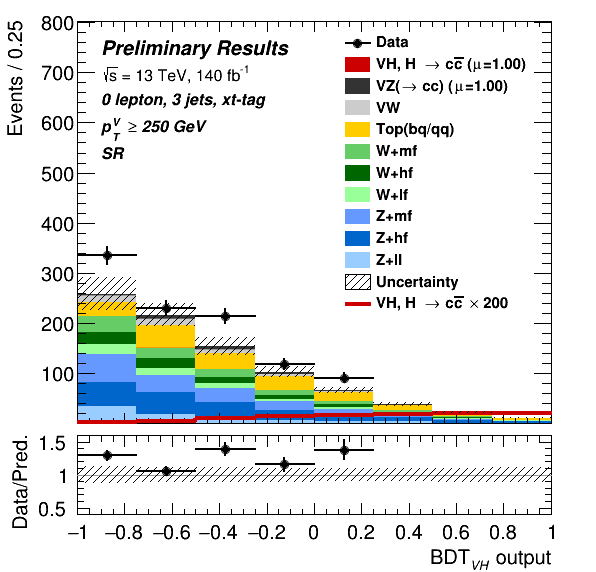 Events / 0.25
800
700
600
500
400
300
200
100
Preliminary Results
√s = 13 TeV, 140 fb⁻¹
0 lepton, 3 jets, xt-tag
p_T^V ≥ 250 GeV
SR
Data
VH, H → cc̅ (μ=1.00)
VZ(→ cc) (μ=1.00)
VW
Top(bq/qq)
W+mf
W+hf
W+lf
Z+mf
Z+hf
Z+ll
Uncertainty
VH, H → cc̅ × 200
Data/Pred.
1.5
1
0.5
−1 −0.8 −0.6 −0.4 −0.2 0 0.2 0.4 0.6 0.8 1
BDT_VH output